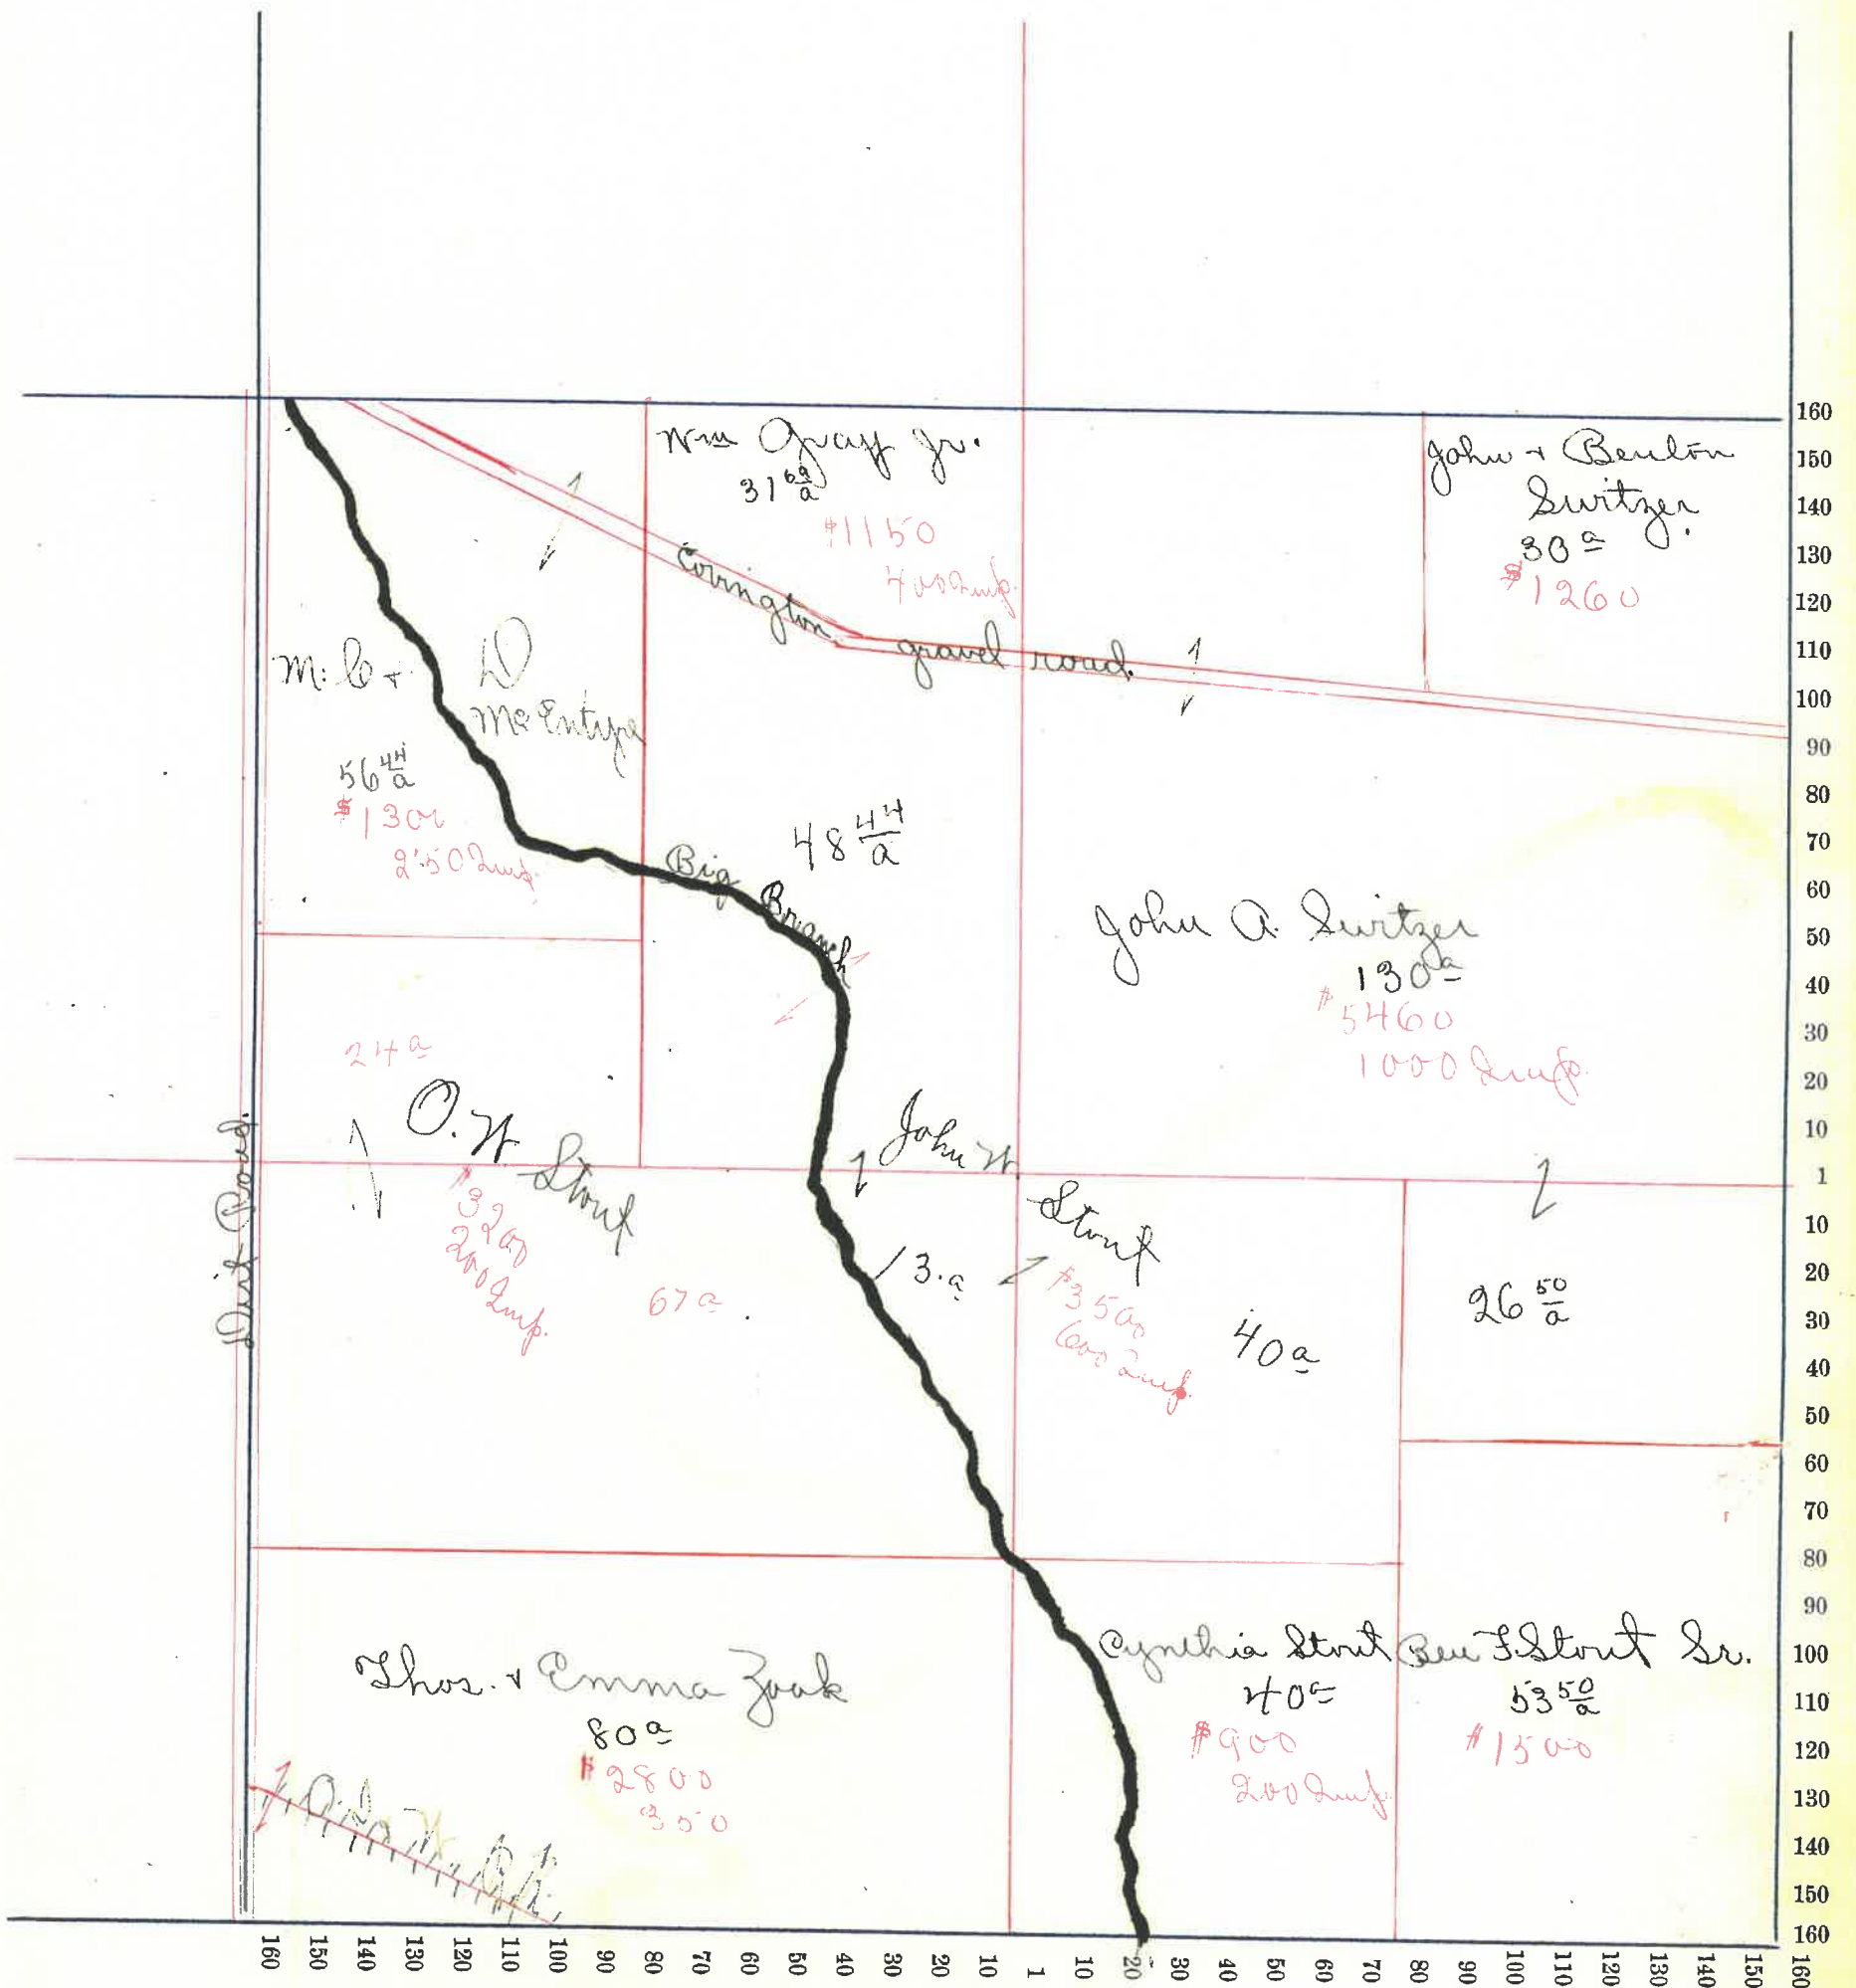 Wm Gray Jr.
31 69/a
$1150
400 Imp.
John & Benton
Switzer.
30 a
$1260
Covington gravel road.
M. C & D
McEntyre
56 44/a
$1300
250 Imp.
48 44/a
Big Branch
John A. Switzer
130 a
$5460
1000 Imp.
24 a
O. W. Stout
$3200
200 Imp.
67 a
Dirt Road.
John W. Stout
13. a
$3500
600 Imp.
40 a
26 50/a
Thos. & Emma Zook
80 a
$2800
350
Cynthia Stout
40 a
$900
200 Imp
Ben F. Stout Sr.
53 50/a
$1500
160
150
140
130
120
110
100
90
80
70
60
50
40
30
20
10
1
10
20
30
40
50
60
70
80
90
100
110
120
130
140
150
160
160 150 140 130 120 110 100 90 80 70 60 50 40 30 20 10 1 10 20 30 40 50 60 70 80 90 100 110 120 130 140 150 160